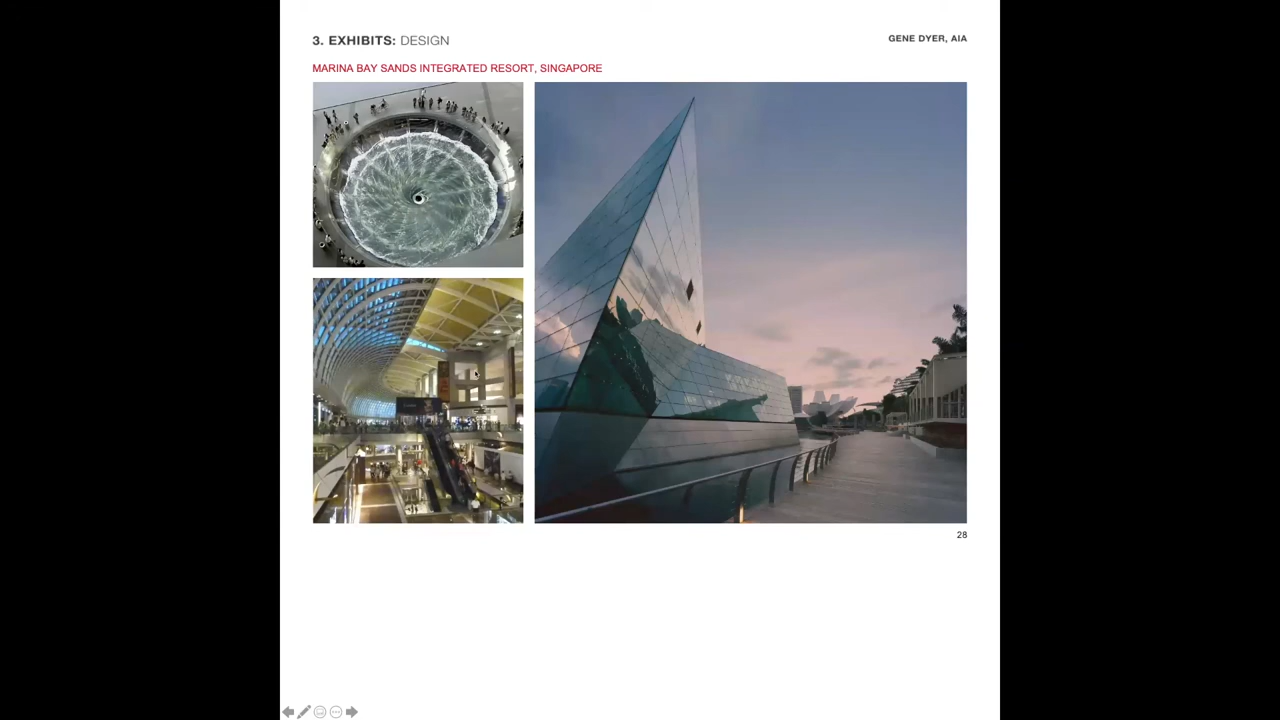 3. EXHIBITS: DESIGN
GENE DYER, AIA
MARINA BAY SANDS INTEGRATED RESORT, SINGAPORE
28